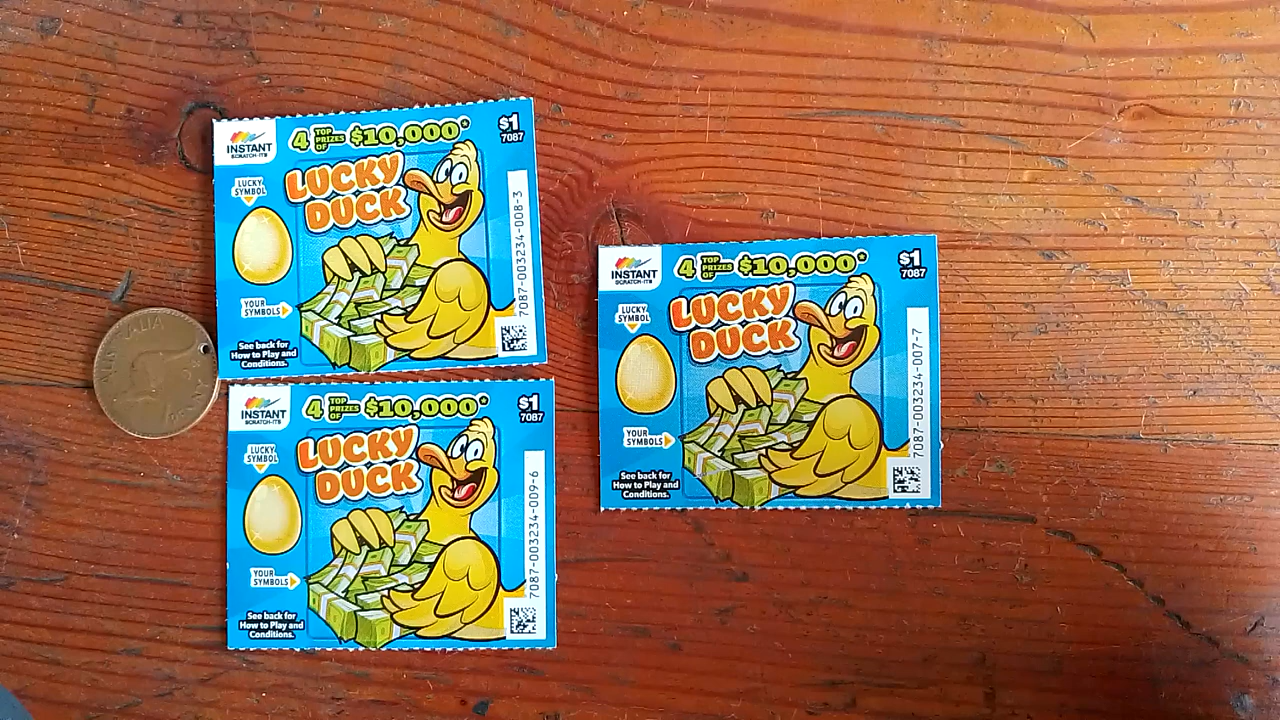 INSTANT
SCRATCH-ITS
4 TOP PRIZES OF $10,000*
$1
7087
LUCKY
DUCK
LUCKY
SYMBOL
YOUR
SYMBOLS
See back for
How to Play and
Conditions.
7087-003234-008-3
INSTANT
SCRATCH-ITS
4 TOP PRIZES OF $10,000*
$1
7087
LUCKY
DUCK
LUCKY
SYMBOL
YOUR
SYMBOLS
See back for
How to Play and
Conditions.
7087-003234-007-7
AUSTRALIA
INSTANT
SCRATCH-ITS
4 TOP PRIZES OF $10,000*
$1
7087
LUCKY
DUCK
LUCKY
SYMBOL
YOUR
SYMBOLS
See back for
How to Play and
Conditions.
7087-003234-009-6